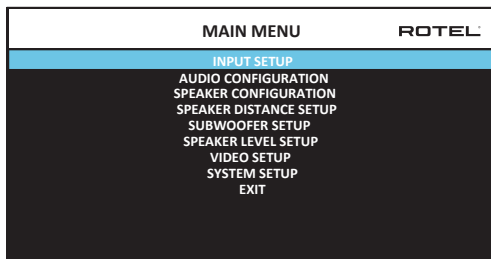 MAIN MENU ROTEL
INPUT SETUP
AUDIO CONFIGURATION
SPEAKER CONFIGURATION
SPEAKER DISTANCE SETUP
SUBWOOFER SETUP
SPEAKER LEVEL SETUP
VIDEO SETUP
SYSTEM SETUP
EXIT